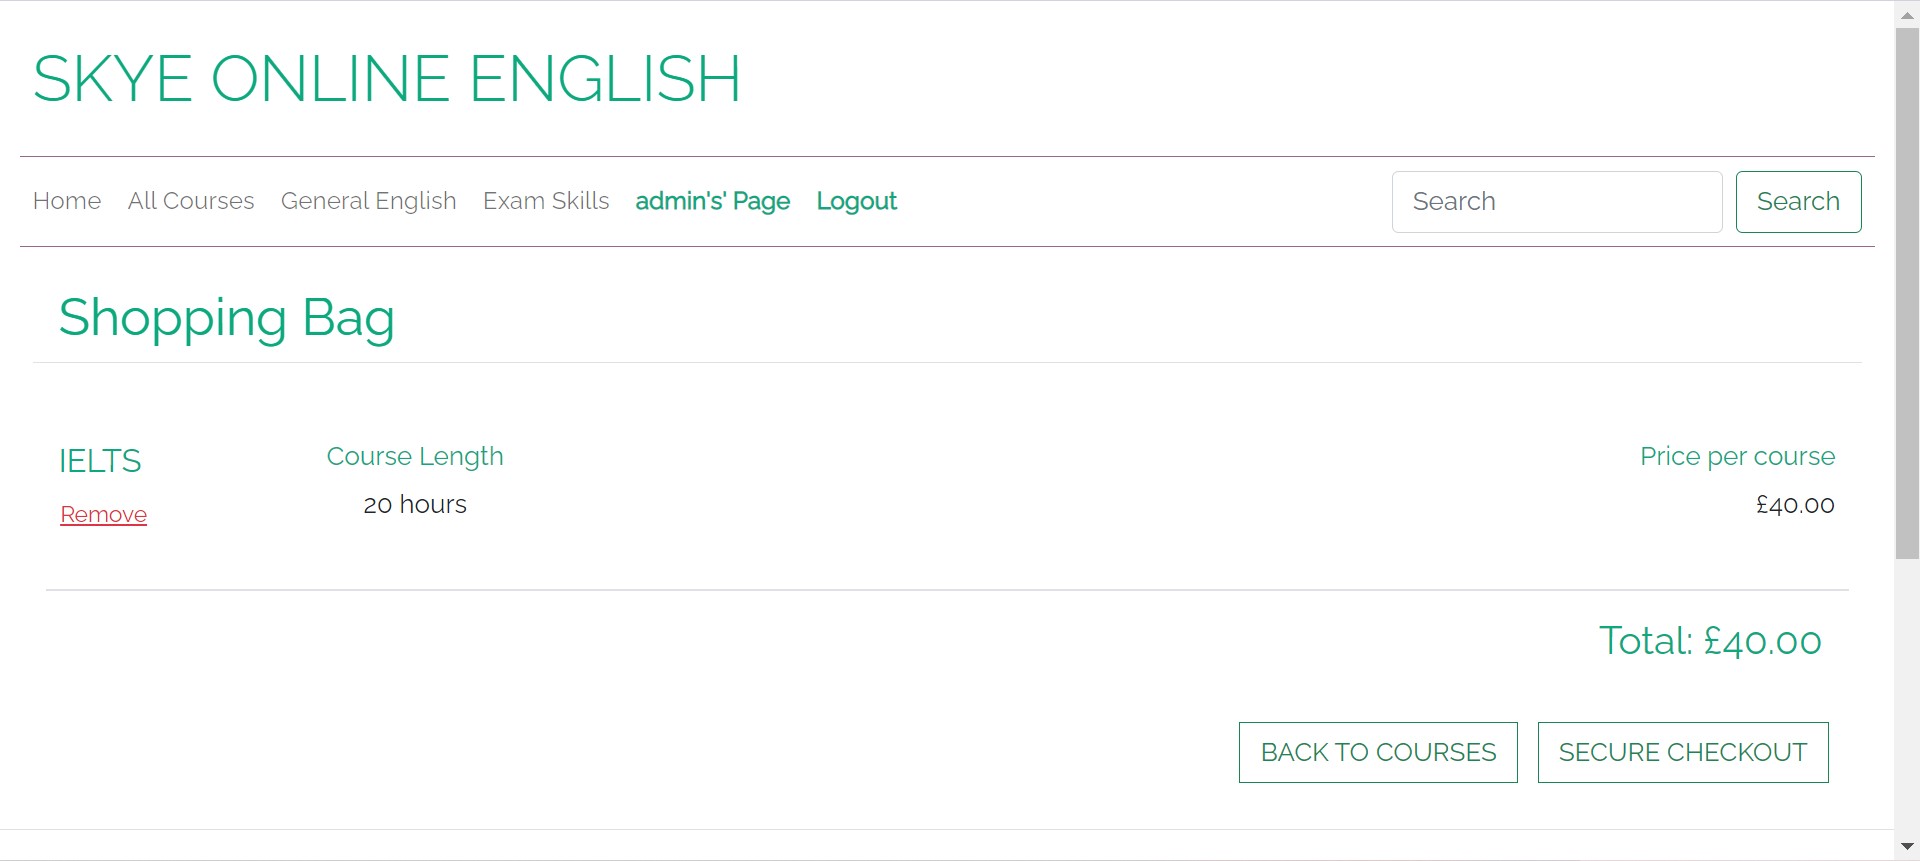 SKYE ONLINE ENGLISH
Home All Courses General English Exam Skills admin's' Page Logout Search Search
Shopping Bag
IELTS Course Length Price per course
Remove 20 hours £40.00
Total: £40.00
BACK TO COURSES SECURE CHECKOUT